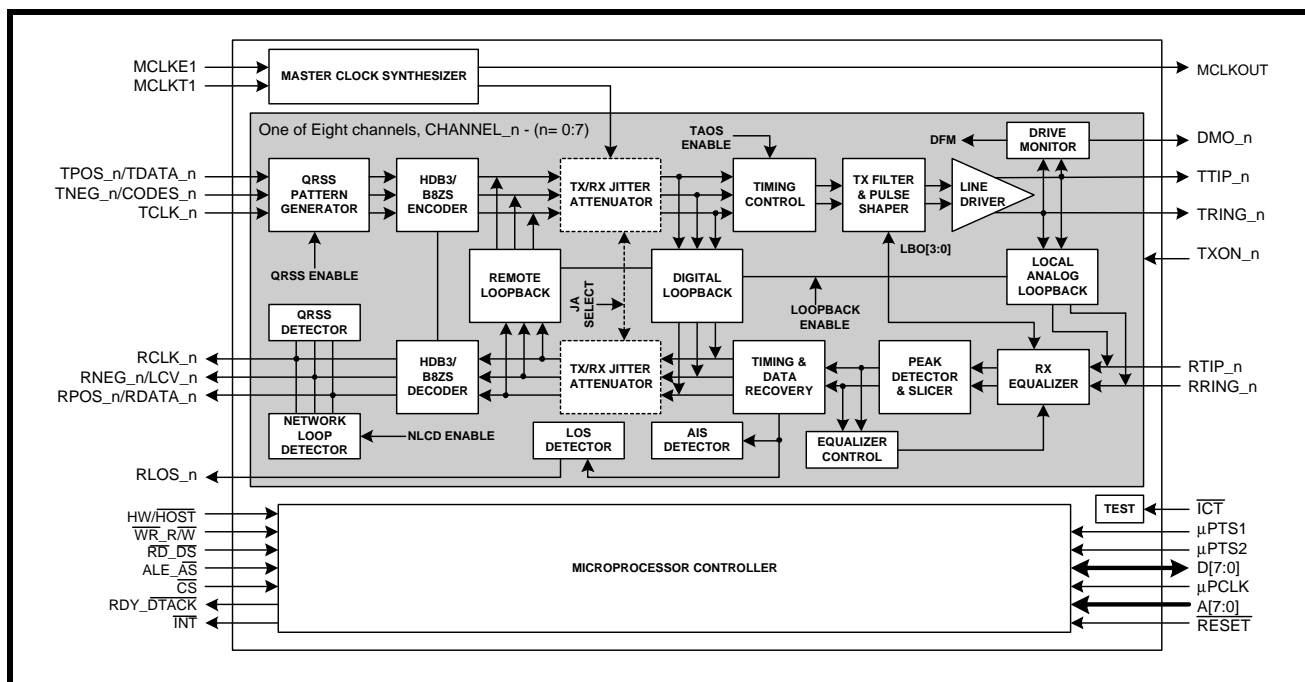 MCLKE1
MCLKT1
MASTER CLOCK SYNTHESIZER
MCLKOUT
One of Eight channels, CHANNEL_n - (n= 0:7)
TAOS
ENABLE
DFM
DRIVE
MONITOR
DMO_n
TPOS_n/TDATA_n
TNEG_n/CODES_n
TCLK_n
QRSS
PATTERN
GENERATOR
HDB3/
B8ZS
ENCODER
TX/RX JITTER
ATTENUATOR
TIMING
CONTROL
TX FILTER
& PULSE
SHAPER
LINE
DRIVER
TTIP_n
TRING_n
TXON_n
QRSS ENABLE
REMOTE
LOOPBACK
JA
SELECT
DIGITAL
LOOPBACK
LOOPBACK
ENABLE
LBO[3:0]
LOCAL
ANALOG
LOOPBACK
QRSS
DETECTOR
RCLK_n
RNEG_n/LCV_n
RPOS_n/RDATA_n
HDB3/
B8ZS
DECODER
TX/RX JITTER
ATTENUATOR
TIMING &
DATA
RECOVERY
PEAK
DETECTOR
& SLICER
RX
EQUALIZER
RTIP_n
RRING_n
NETWORK
LOOP
DETECTOR
NLCD ENABLE
LOS
DETECTOR
AIS
DETECTOR
EQUALIZER
CONTROL
RLOS_n
TEST
ICT
HW/HOST
WR_R/W
RD_DS
ALE_AS
CS
RDY_DTACK
INT
MICROPROCESSOR CONTROLLER
µPTS1
µPTS2
D[7:0]
µPCLK
A[7:0]
RESET